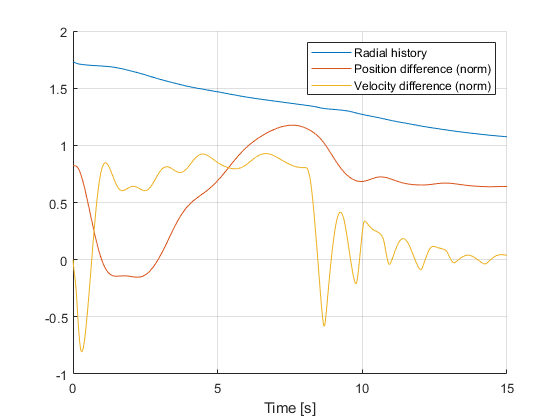 2
1.5
1
0.5
0
-0.5
-1
0
5
10
15
Time [s]
Radial history
Position difference (norm)
Velocity difference (norm)